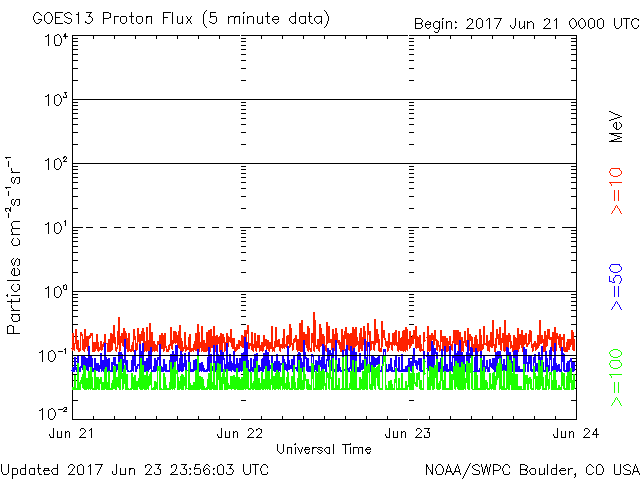 GOES13 Proton Flux (5 minute data)
Begin: 2017 Jun 21 0000 UTC
10⁴
10³
10²
10¹
10⁰
10⁻¹
10⁻²
Particles cm⁻²s⁻¹sr⁻¹
MeV
>=10
>=50
>=100
Jun 21
Jun 22
Jun 23
Jun 24
Universal Time
Updated 2017 Jun 23 23:56:03 UTC
NOAA/SWPC Boulder, CO USA